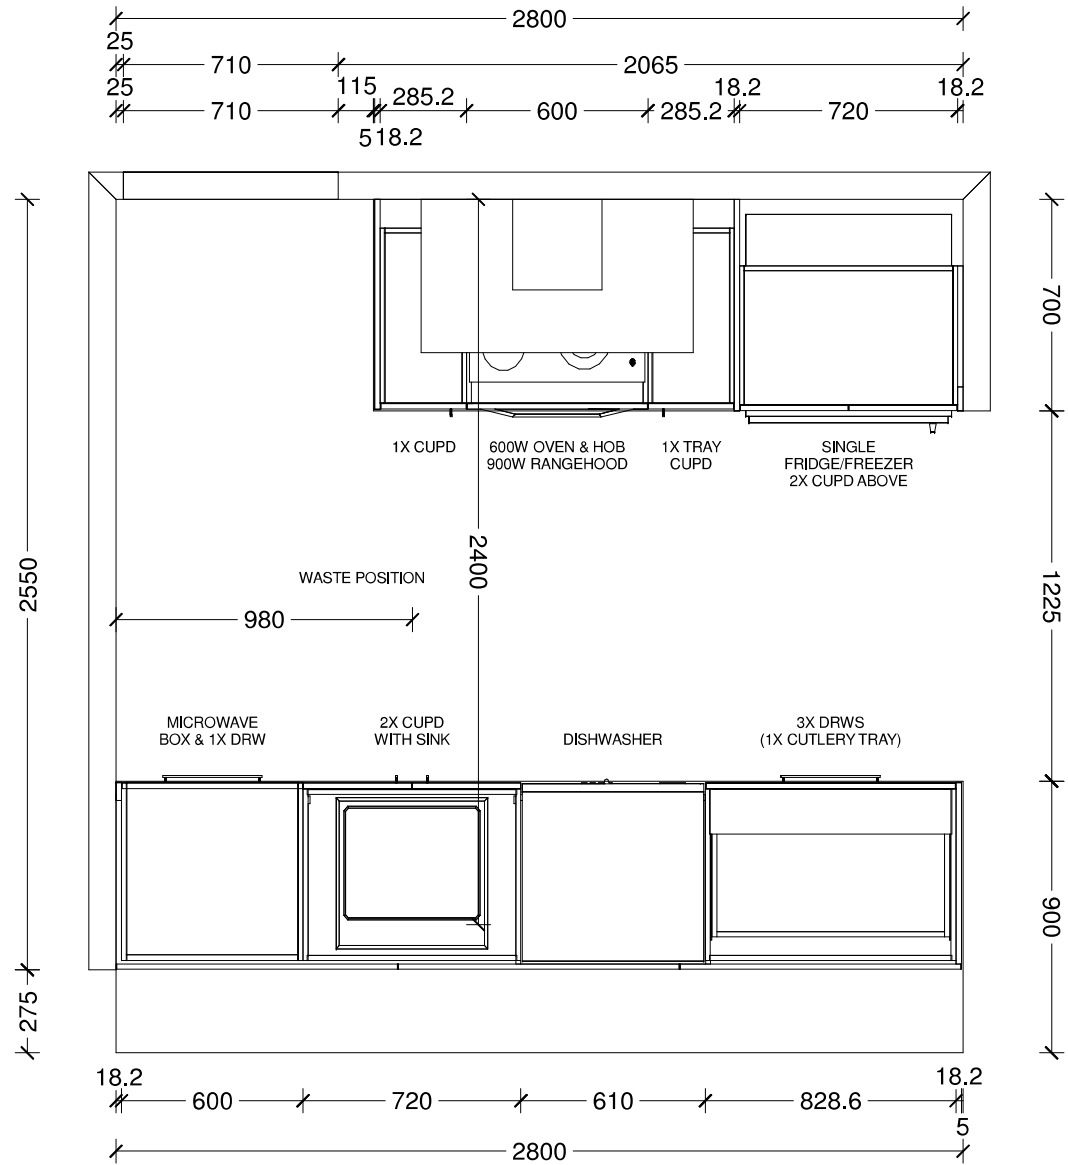 2800
25
710
2065
25
710
115
5
18.2
285.2
600
285.2
18.2
720
18.2
700
1X CUPD
600W OVEN & HOB
900W RANGEHOOD
1X TRAY
CUPD
SINGLE
FRIDGE/FREEZER
2X CUPD ABOVE
2550
2400
1225
WASTE POSITION
980
MICROWAVE
BOX & 1X DRW
2X CUPD
WITH SINK
DISHWASHER
3X DRWS
(1X CUTLERY TRAY)
900
275
18.2
600
720
610
828.6
18.2
5
2800